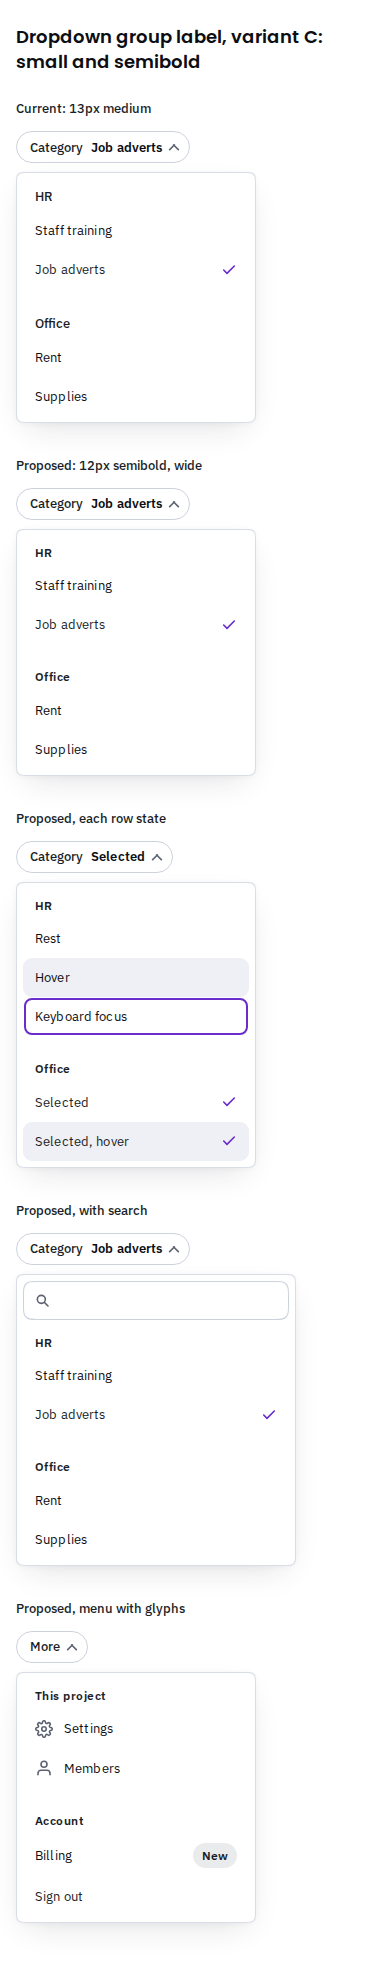 Dropdown group label, variant C:
small and semibold
Current: 13px medium
Category Job adverts
HR
Staff training
Job adverts
Office
Rent
Supplies
Proposed: 12px semibold, wide
Category Job adverts
HR
Staff training
Job adverts
Office
Rent
Supplies
Proposed, each row state
Category Selected
HR
Rest
Hover
Keyboard focus
Office
Selected
Selected, hover
Proposed, with search
Category Job adverts
HR
Staff training
Job adverts
Office
Rent
Supplies
Proposed, menu with glyphs
More
This project
Settings
Members
Account
Billing New
Sign out